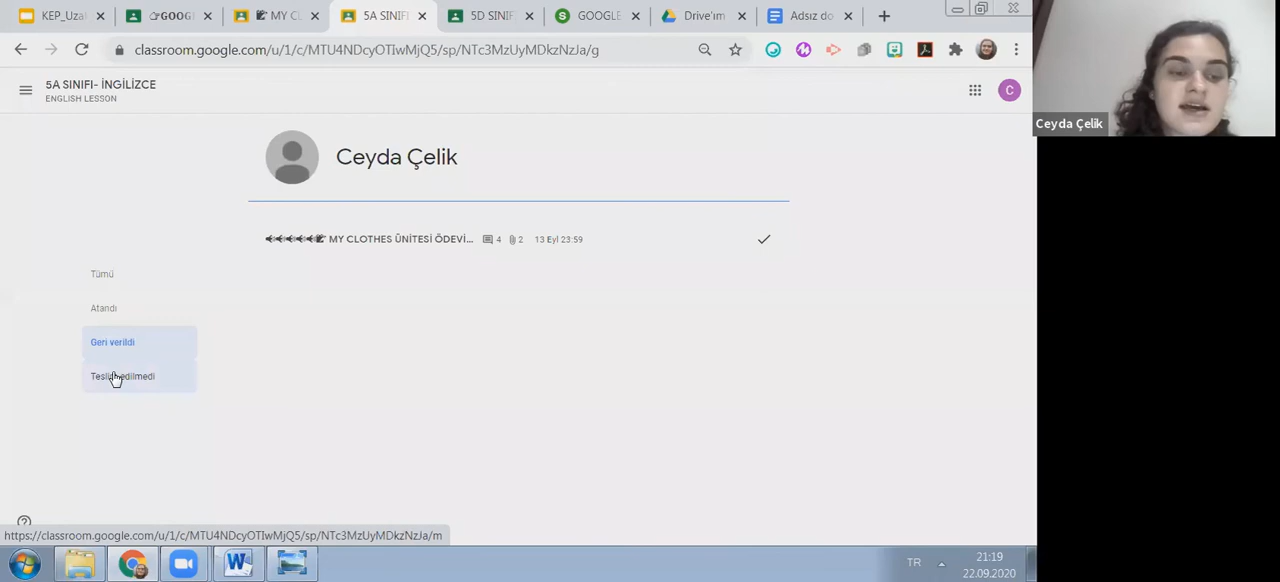 KEP_Uza
GOOG
MY C
5A SINIFI
5D SINIF
GOOGLE
Drive'ım
Adsız do
classroom.google.com/u/1/c/MTU4NDcyOTIwMjQ5/sp/NTc3MzUyMDkzNzJa/g
5A SINIFI- İNGİLİZCE
ENGLISH LESSON
C
Ceyda Çelik
Ceyda Çelik
MY CLOTHES ÜNİTESİ ÖDEVİ... 4 2 13 Eyl 23:59
Tümü
Atandı
Geri verildi
Teslim edilmedi
https://classroom.google.com/u/1/c/MTU4NDcyOTIwMjQ5/sp/NTc3MzUyMDkzNzJa/m
TR
21:19
22.09.2020